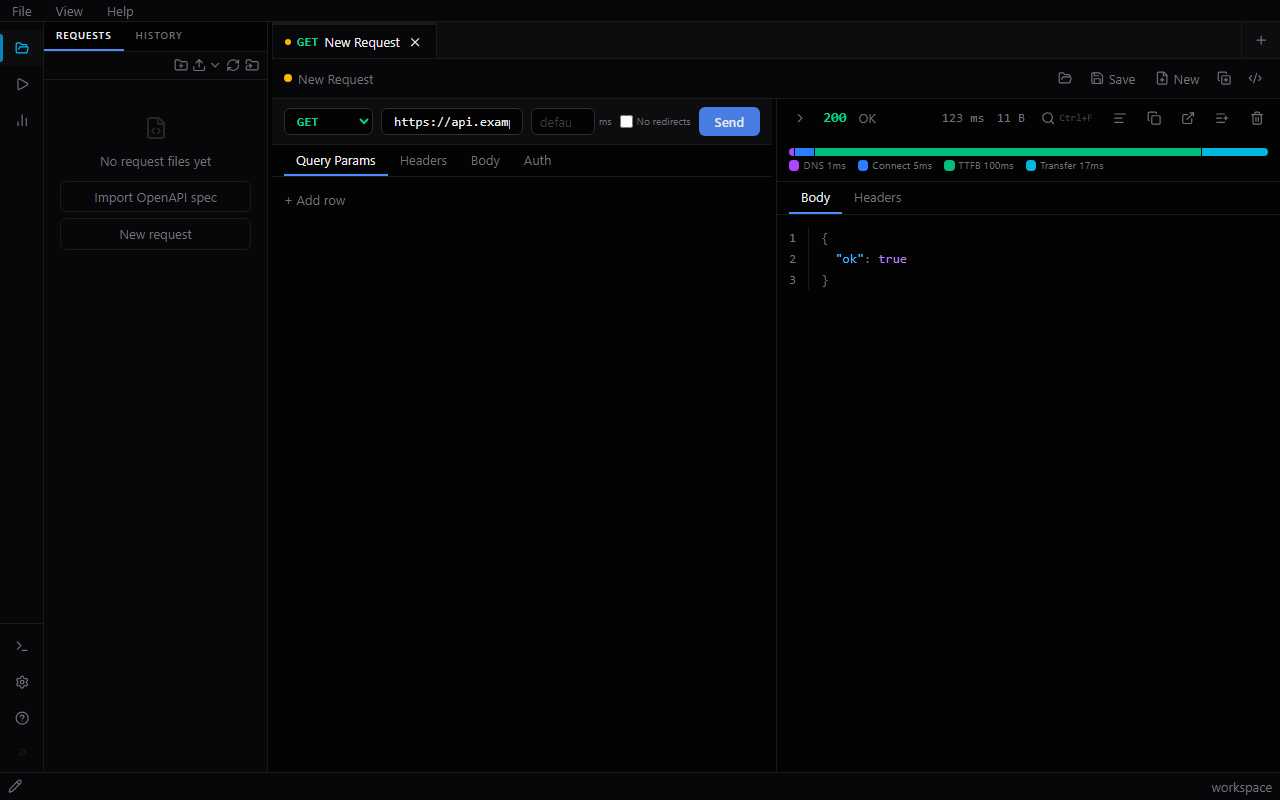 File View Help
REQUESTS HISTORY
No request files yet
Import OpenAPI spec
New request
GET New Request
New Request
Save New
GET https://api.exam defau ms No redirects Send
Query Params Headers Body Auth
+ Add row
200 OK 123 ms 11 B Ctrl+F
DNS 1ms Connect 5ms TTFB 100ms Transfer 17ms
Body Headers
1 {
2 "ok": true
3 }
workspace